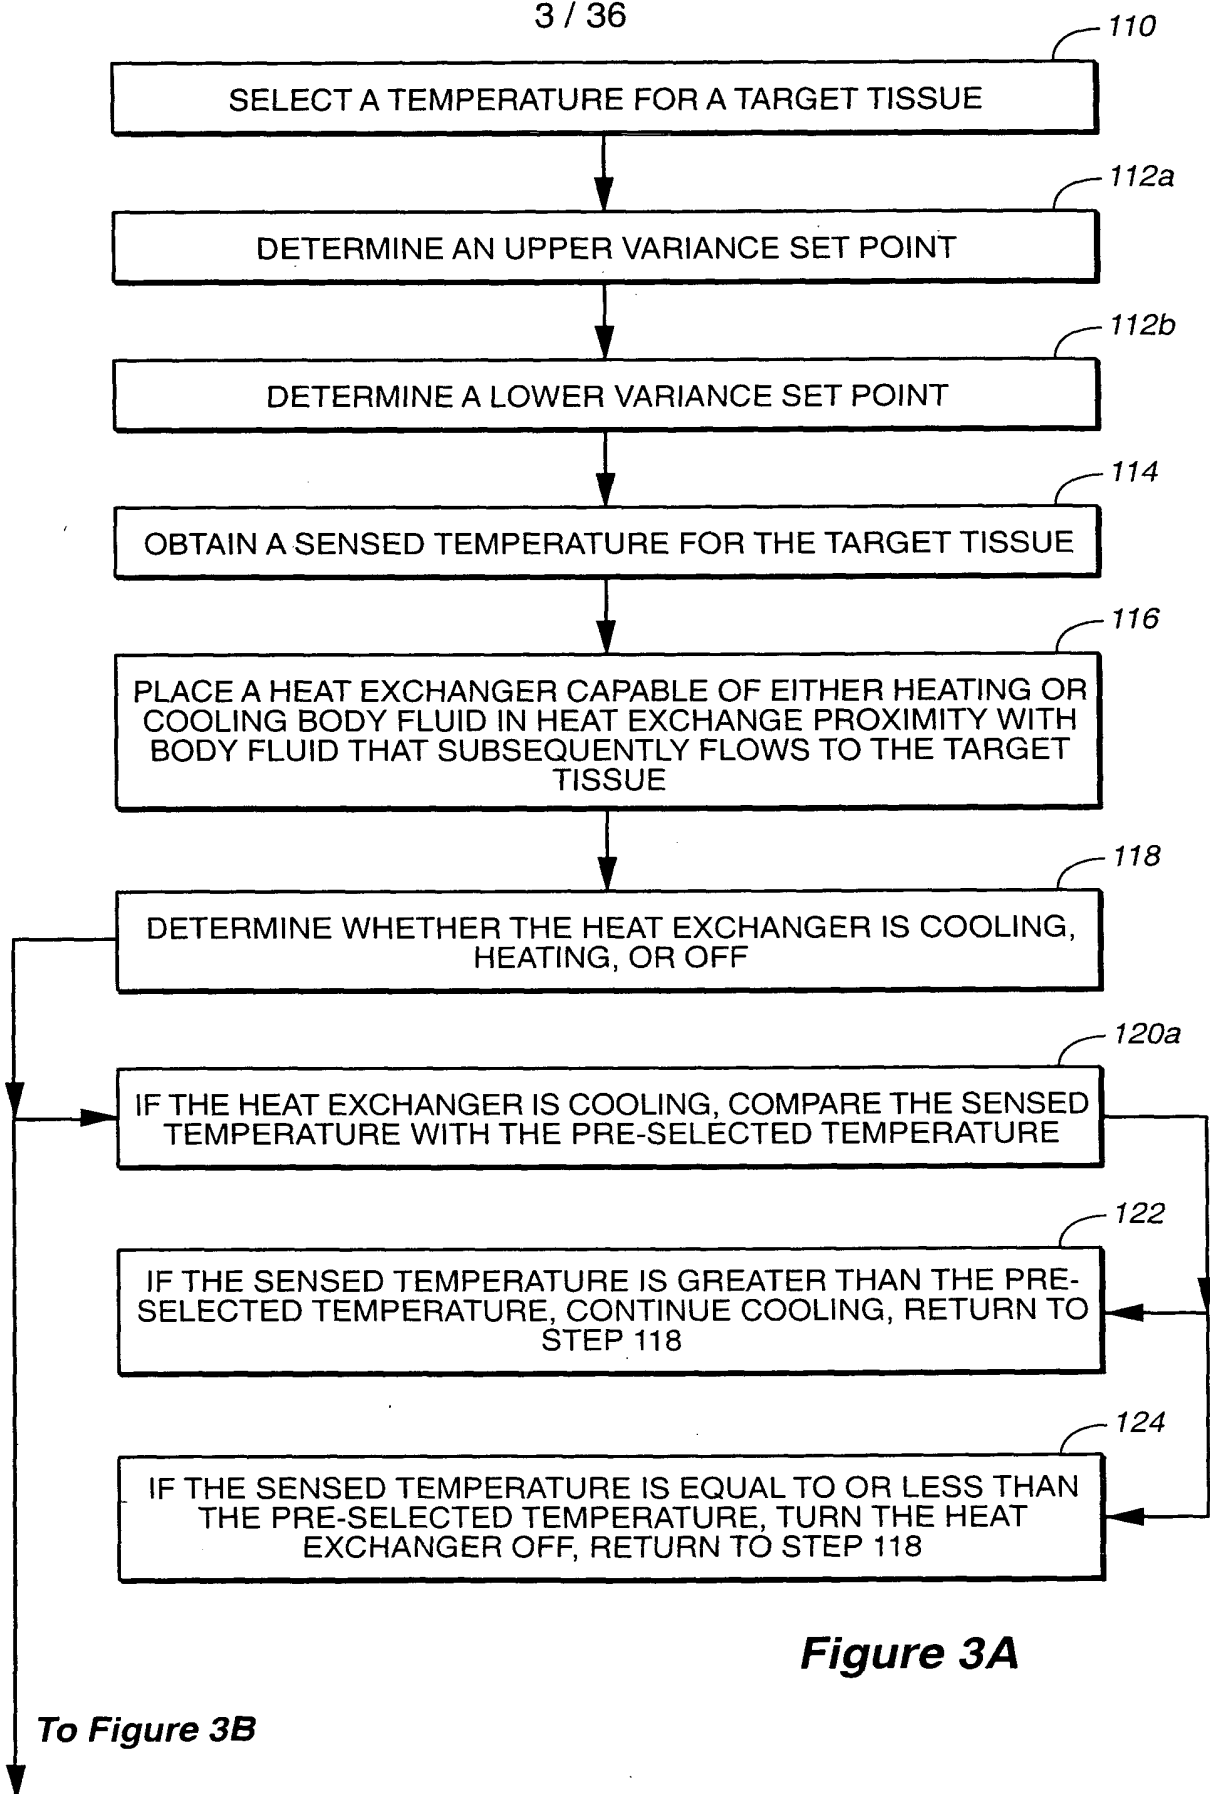 3 / 36
110
SELECT A TEMPERATURE FOR A TARGET TISSUE
112a
DETERMINE AN UPPER VARIANCE SET POINT
112b
DETERMINE A LOWER VARIANCE SET POINT
114
OBTAIN A SENSED TEMPERATURE FOR THE TARGET TISSUE
116
PLACE A HEAT EXCHANGER CAPABLE OF EITHER HEATING OR
COOLING BODY FLUID IN HEAT EXCHANGE PROXIMITY WITH
BODY FLUID THAT SUBSEQUENTLY FLOWS TO THE TARGET
TISSUE
118
DETERMINE WHETHER THE HEAT EXCHANGER IS COOLING,
HEATING, OR OFF
120a
IF THE HEAT EXCHANGER IS COOLING, COMPARE THE SENSED
TEMPERATURE WITH THE PRE-SELECTED TEMPERATURE
122
IF THE SENSED TEMPERATURE IS GREATER THAN THE PRE-
SELECTED TEMPERATURE, CONTINUE COOLING, RETURN TO
STEP 118
124
IF THE SENSED TEMPERATURE IS EQUAL TO OR LESS THAN
THE PRE-SELECTED TEMPERATURE, TURN THE HEAT
EXCHANGER OFF, RETURN TO STEP 118
Figure 3A
To Figure 3B